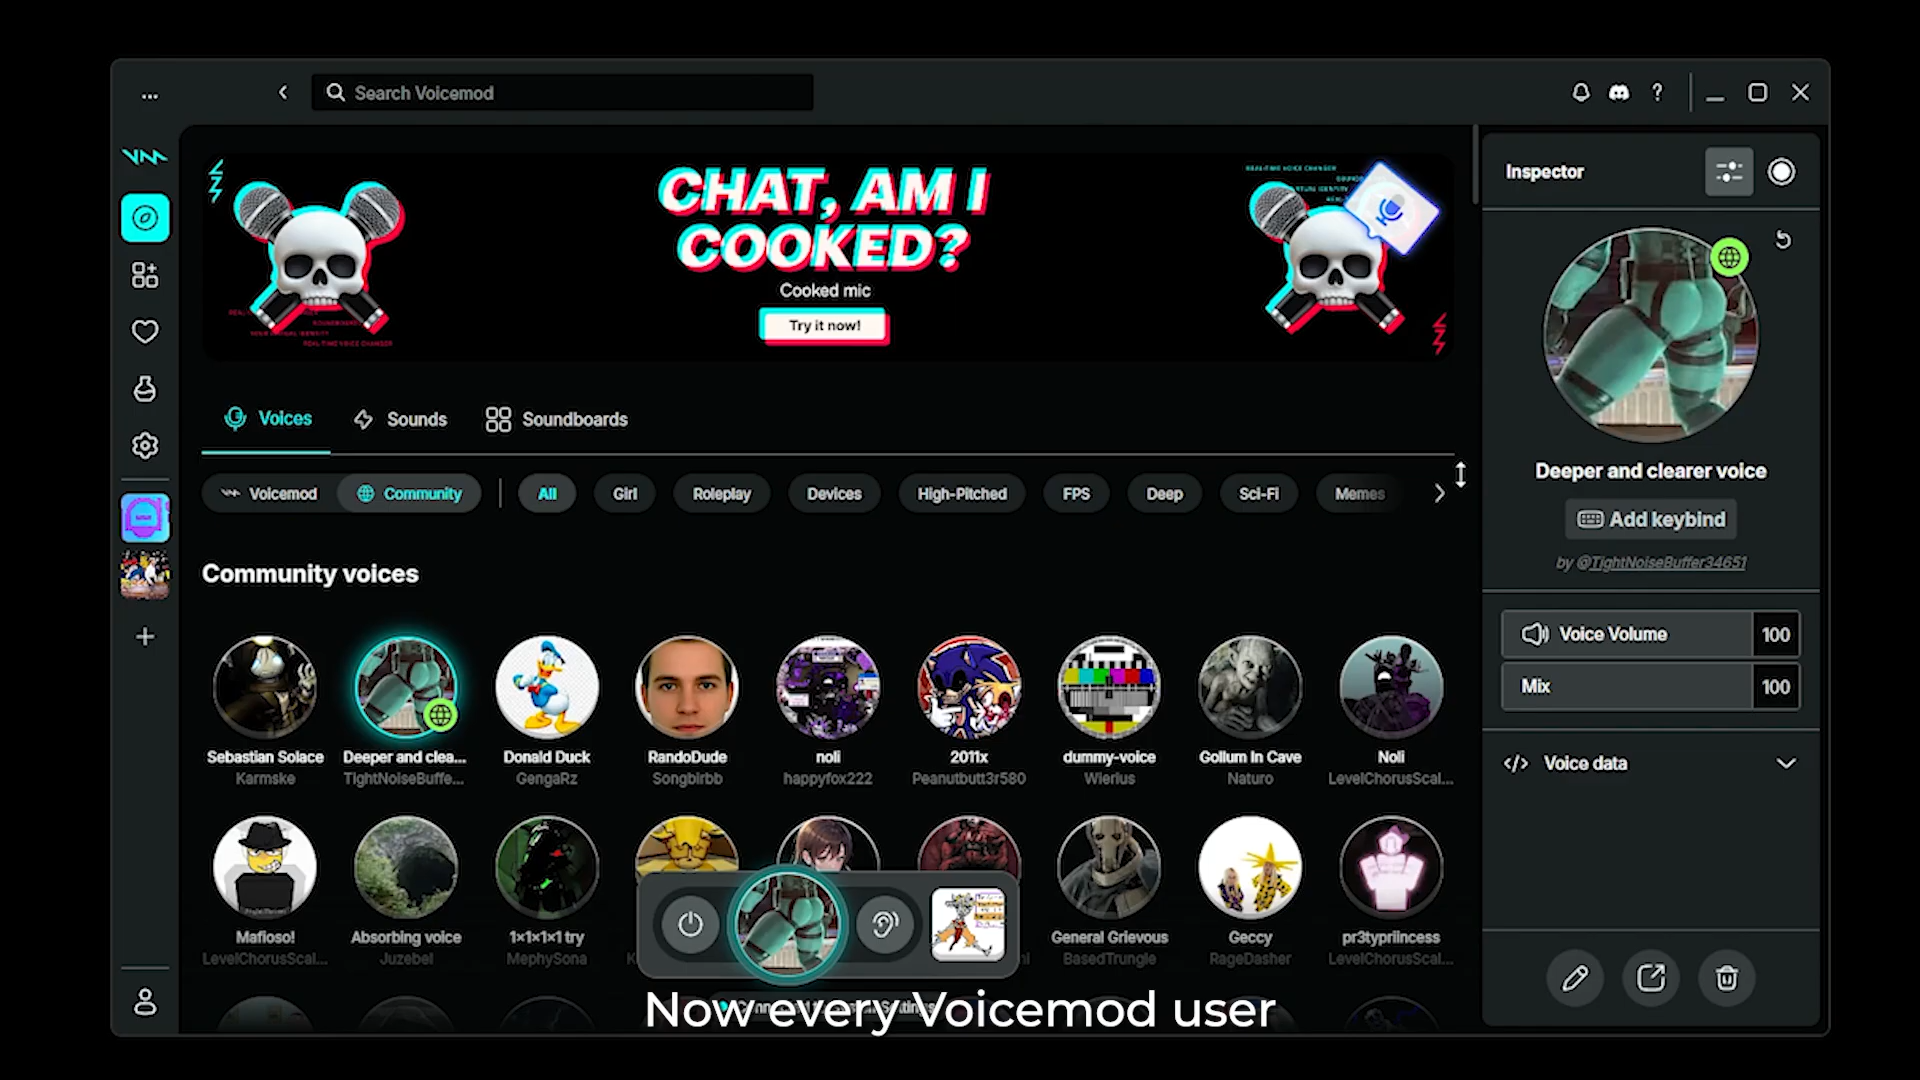 Search Voicemod
CHAT, AM I
COOKED?
Cooked mic
Try it now!
Inspector
Voices
Sounds
Soundboards
Voicemod
Community
All
Girl
Roleplay
Devices
High-Pitched
FPS
Deep
Sci-Fi
Memes
Deeper and clearer voice
Add keybind
by @TightNoiseBuffer34651
Voice Volume 100
Mix 100
Voice data
Community voices
Sebastian Solace
Karmske
Deeper and clea...
TightNoiseBuffe...
Donald Duck
GengaRz
RandoDude
Songbirbb
noli
happyfox222
2011x
Peanutbutt3r580
dummy-voice
Wierius
Gollum In Cave
Naturo
Noli
LevelChorusScal...
Mafioso!
LevelChorusScal...
Absorbing voice
Juzebel
1x1x1x1 try
MephySona
General Grievous
BasedTrungle
Geccy
RageDasher
pr3typriincess
LevelChorusScal...
Now every Voicemod user